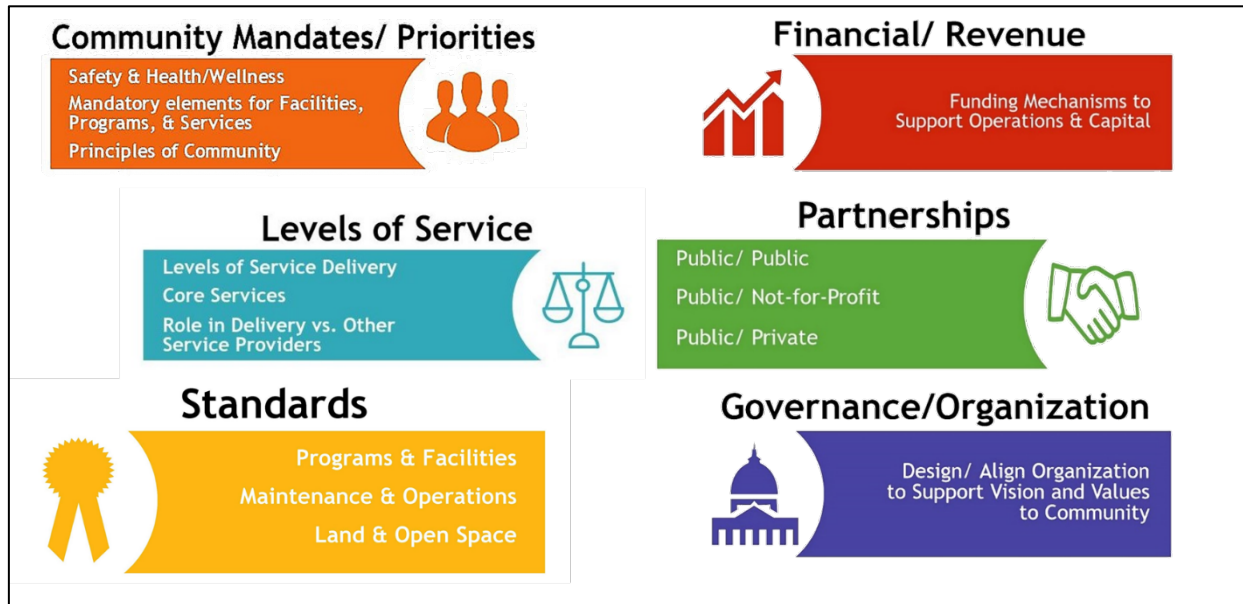 Community Mandates/ Priorities
Safety & Health/Wellness
Mandatory elements for Facilities,
Programs, & Services
Principles of Community
Financial/ Revenue
Funding Mechanisms to
Support Operations & Capital
Levels of Service
Levels of Service Delivery
Core Services
Role in Delivery vs. Other
Service Providers
Partnerships
Public/ Public
Public/ Not-for-Profit
Public/ Private
Standards
Programs & Facilities
Maintenance & Operations
Land & Open Space
Governance/Organization
Design/ Align Organization
to Support Vision and Values
to Community